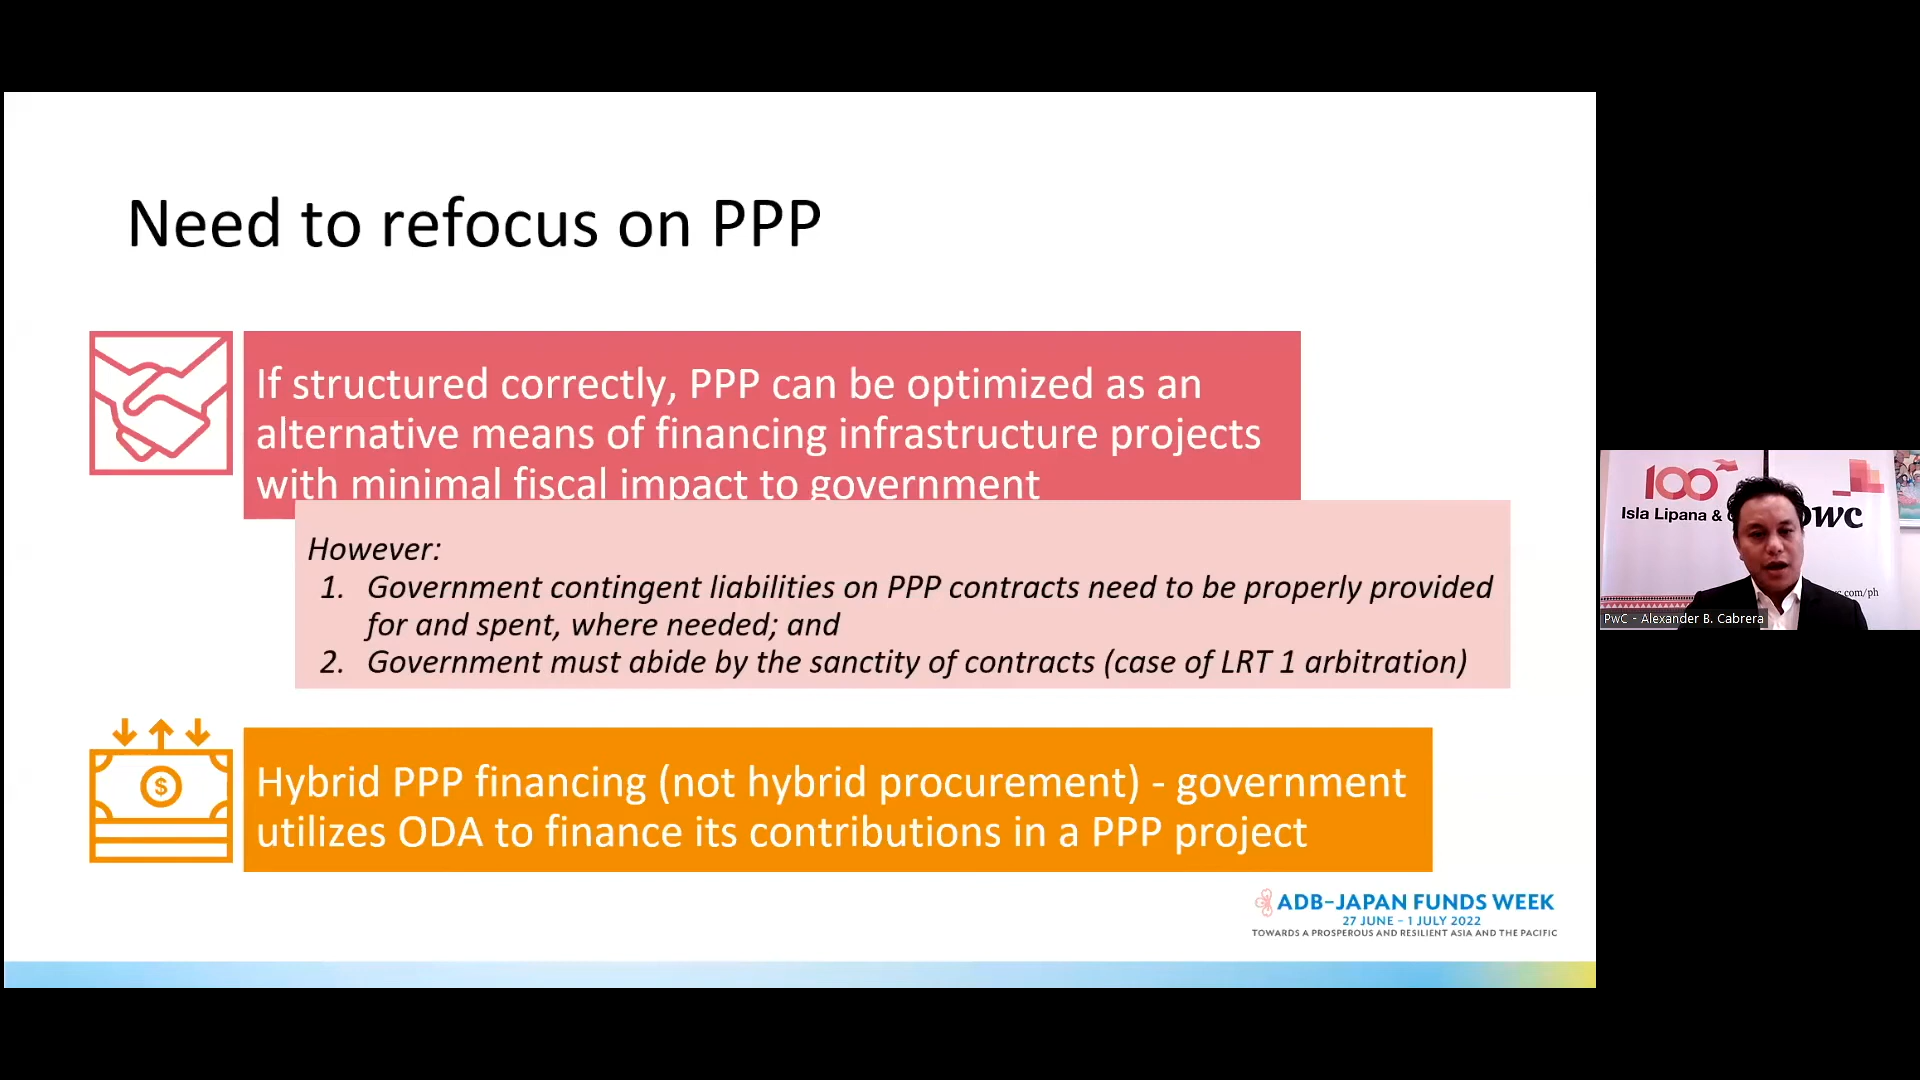 Need to refocus on PPP
If structured correctly, PPP can be optimized as an
alternative means of financing infrastructure projects
with minimal fiscal impact to government
However:
1. Government contingent liabilities on PPP contracts need to be properly provided
for and spent, where needed; and
2. Government must abide by the sanctity of contracts (case of LRT 1 arbitration)
$
Hybrid PPP financing (not hybrid procurement) - government
utilizes ODA to finance its contributions in a PPP project
ADB-JAPAN FUNDS WEEK
27 JUNE - 1 JULY 2022
TOWARDS A PROSPEROUS AND RESILIENT ASIA AND THE PACIFIC
100
Isla Lipana &
pwc
.com/ph
PwC - Alexander B. Cabrera